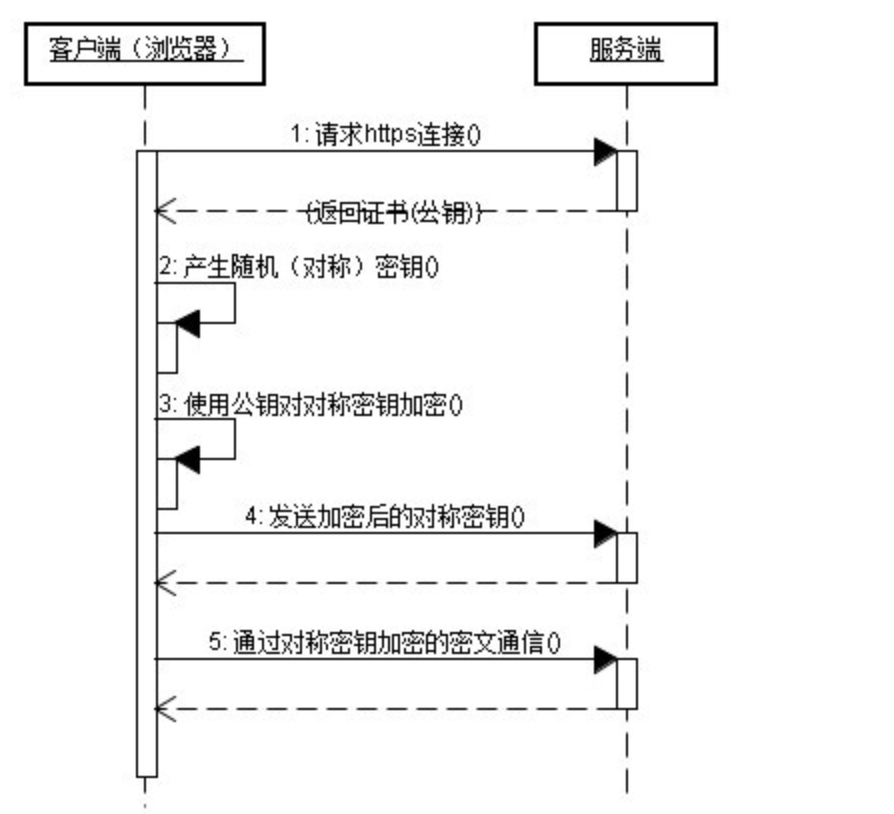 客户端（浏览器）
服务端
1: 请求https连接()
{返回证书(公钥)}
2: 产生随机（对称）密钥()
3: 使用公钥对对称密钥加密()
4: 发送加密后的对称密钥()
5: 通过对称密钥加密的密文通信()